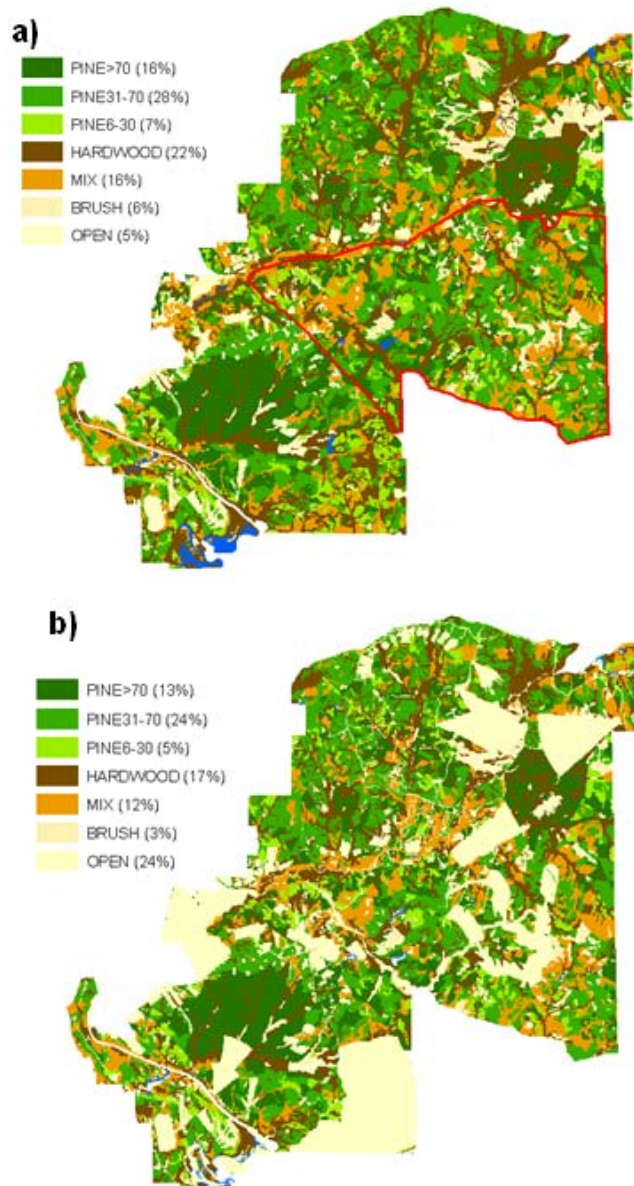 a)
PINE>70 (16%)
PINE31-70 (28%)
PINE6-30 (7%)
HARDWOOD (22%)
MIX (16%)
BRUSH (6%)
OPEN (5%)
b)
PINE>70 (13%)
PINE31-70 (24%)
PINE6-30 (5%)
HARDWOOD (17%)
MIX (12%)
BRUSH (3%)
OPEN (24%)